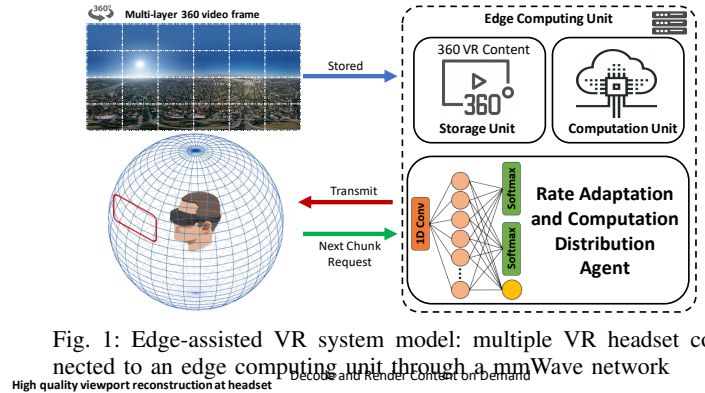 360°
Multi-layer 360 video frame
Stored
Edge Computing Unit
360 VR Content
360°
Storage Unit
Computation Unit
Transmit
Next Chunk
Request
1D Conv
Softmax
Softmax
Rate Adaptation
and Computation
Distribution
Agent
Fig. 1: Edge-assisted VR system model: multiple VR headset co
nected to an edge computing unit through a mmWave network
Decode and Render Content on Demand
High quality viewport reconstruction at headset